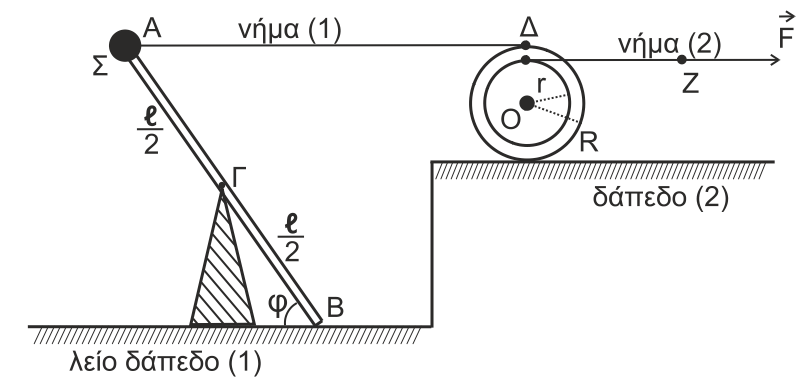 A
νήμα (1)
Δ
νήμα (2)
F
Σ
Z
ℓ/2
r
O
R
Γ
δάπεδο (2)
ℓ/2
φ
B
λείο δάπεδο (1)